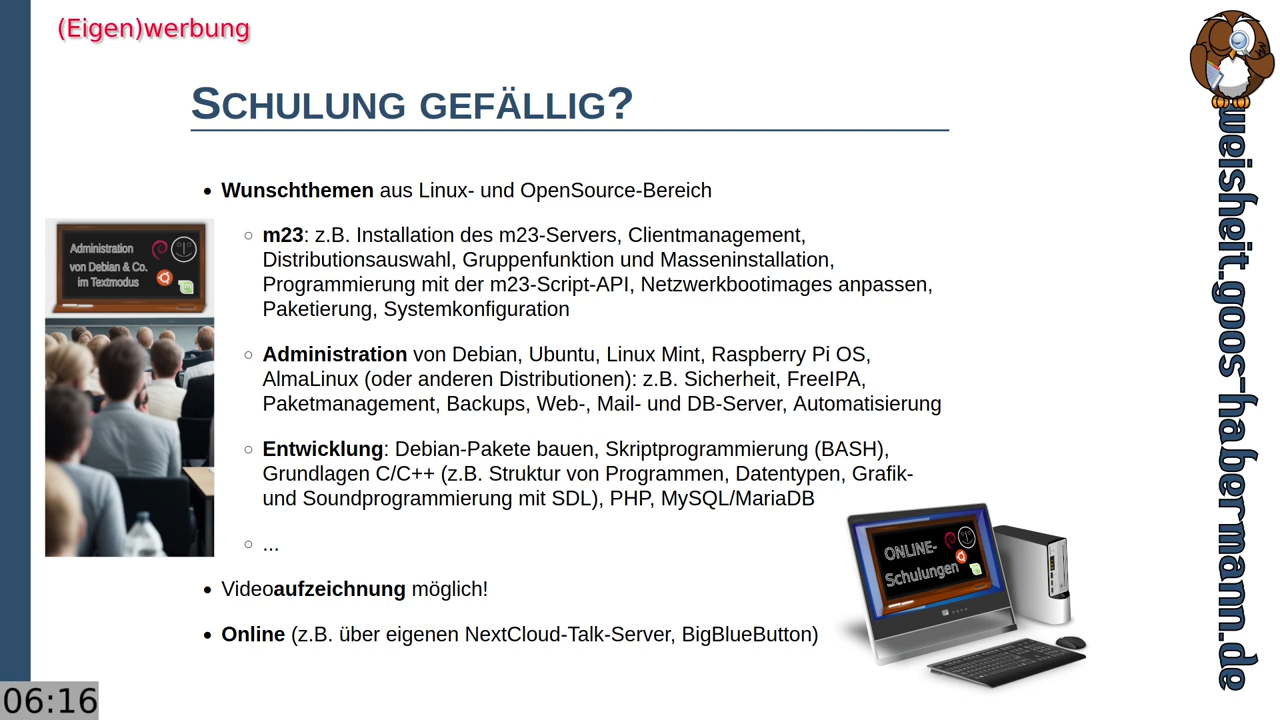 (Eigen)werbung
SCHULUNG GEFÄLLIG?
• Wunschthemen aus Linux- und OpenSource-Bereich
○ m23: z.B. Installation des m23-Servers, Clientmanagement,
Distributionsauswahl, Gruppenfunktion und Masseninstallation,
Programmierung mit der m23-Script-API, Netzwerkbootimages anpassen,
Paketierung, Systemkonfiguration
Administration
von Debian & Co.
im Textmodus
○ Administration von Debian, Ubuntu, Linux Mint, Raspberry Pi OS,
AlmaLinux (oder anderen Distributionen): z.B. Sicherheit, FreeIPA,
Paketmanagement, Backups, Web-, Mail- und DB-Server, Automatisierung
○ Entwicklung: Debian-Pakete bauen, Skriptprogrammierung (BASH),
Grundlagen C/C++ (z.B. Struktur von Programmen, Datentypen, Grafik-
und Soundprogrammierung mit SDL), PHP, MySQL/MariaDB
○ ...
• Videoaufzeichnung möglich!
• Online (z.B. über eigenen NextCloud-Talk-Server, BigBlueButton)
ONLINE-
Schulungen
weisheit.goos-habermann.de
06:16